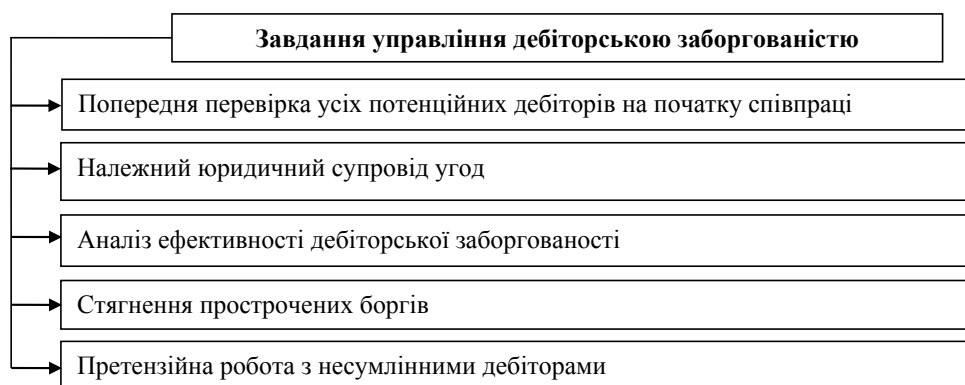 Завдання управління дебіторською заборгованістю
Попередня перевірка усіх потенційних дебіторів на початку співпраці
Належний юридичний супровід угод
Аналіз ефективності дебіторської заборгованості
Стягнення прострочених боргів
Претензійна робота з несумлінними дебіторами